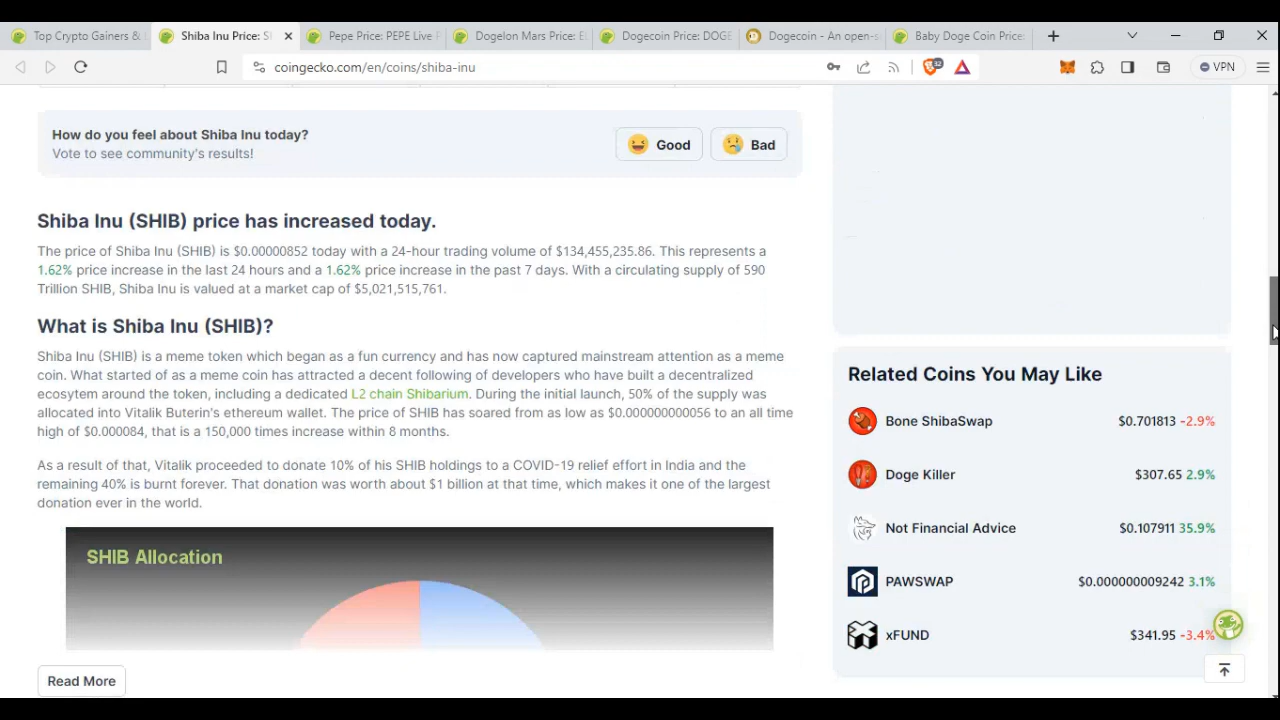 Top Crypto Gainers &
Shiba Inu Price: S
Pepe Price: PEPE Live
Dogelon Mars Price: E
Dogecoin Price: DOGE
Dogecoin - An open-s
Baby Doge Coin Price:
coingecko.com/en/coins/shiba-inu
32
VPN
How do you feel about Shiba Inu today?
Vote to see community's results!
Good
Bad
Shiba Inu (SHIB) price has increased today.
The price of Shiba Inu (SHIB) is $0.00000852 today with a 24-hour trading volume of $134,455,235.86. This represents a
1.62% price increase in the last 24 hours and a 1.62% price increase in the past 7 days. With a circulating supply of 590
Trillion SHIB, Shiba Inu is valued at a market cap of $5,021,515,761.
What is Shiba Inu (SHIB)?
Shiba Inu (SHIB) is a meme token which began as a fun currency and has now captured mainstream attention as a meme
coin. What started of as a meme coin has attracted a decent following of developers who have built a decentralized
ecosytem around the token, including a dedicated L2 chain Shibarium. During the initial launch, 50% of the supply was
allocated into Vitalik Buterin's ethereum wallet. The price of SHIB has soared from as low as $0.000000000056 to an all time
high of $0.000084, that is a 150,000 times increase within 8 months.
As a result of that, Vitalik proceeded to donate 10% of his SHIB holdings to a COVID-19 relief effort in India and the
remaining 40% is burnt forever. That donation was worth about $1 billion at that time, which makes it one of the largest
donation ever in the world.
SHIB Allocation
Read More
Related Coins You May Like
Bone ShibaSwap $0.701813 -2.9%
Doge Killer $307.65 2.9%
Not Financial Advice $0.107911 35.9%
PAWSWAP $0.000000009242 3.1%
xFUND $341.95 -3.4%